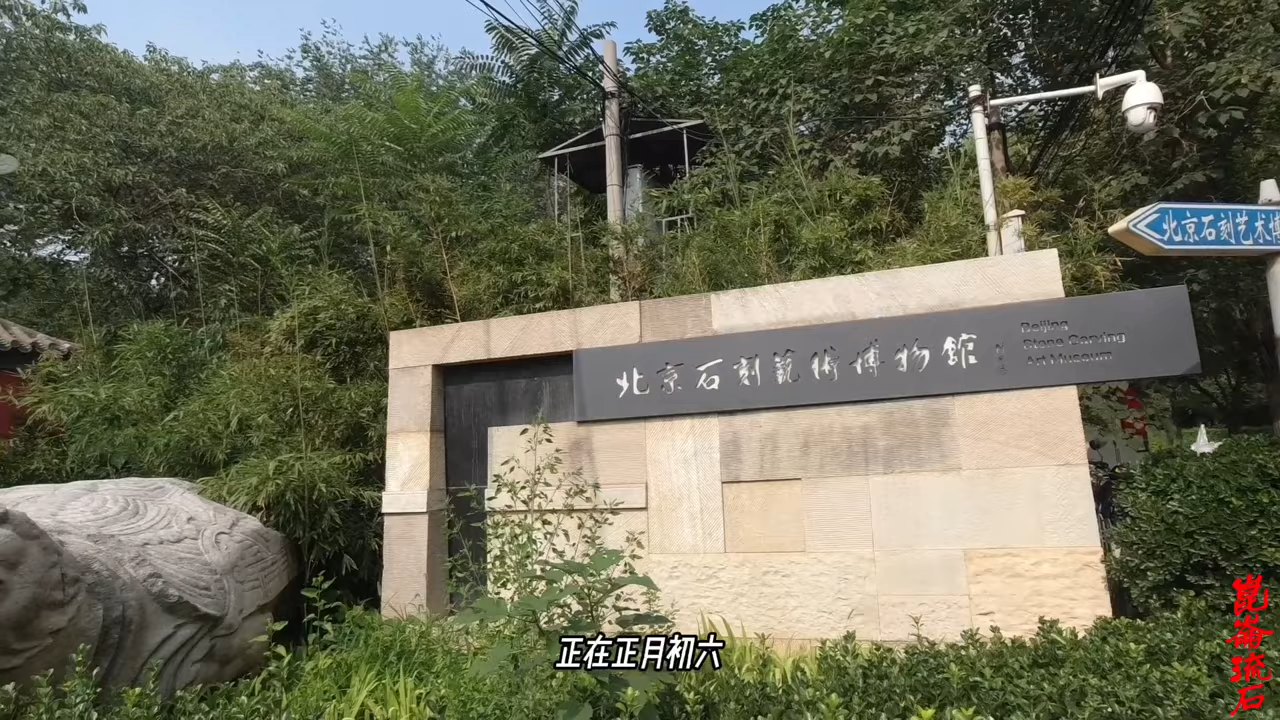 北京石刻艺术博
北京石刻藝術博物館
Beijing
Stone Carving
Art Museum
正在正月初六
崑崙琉石